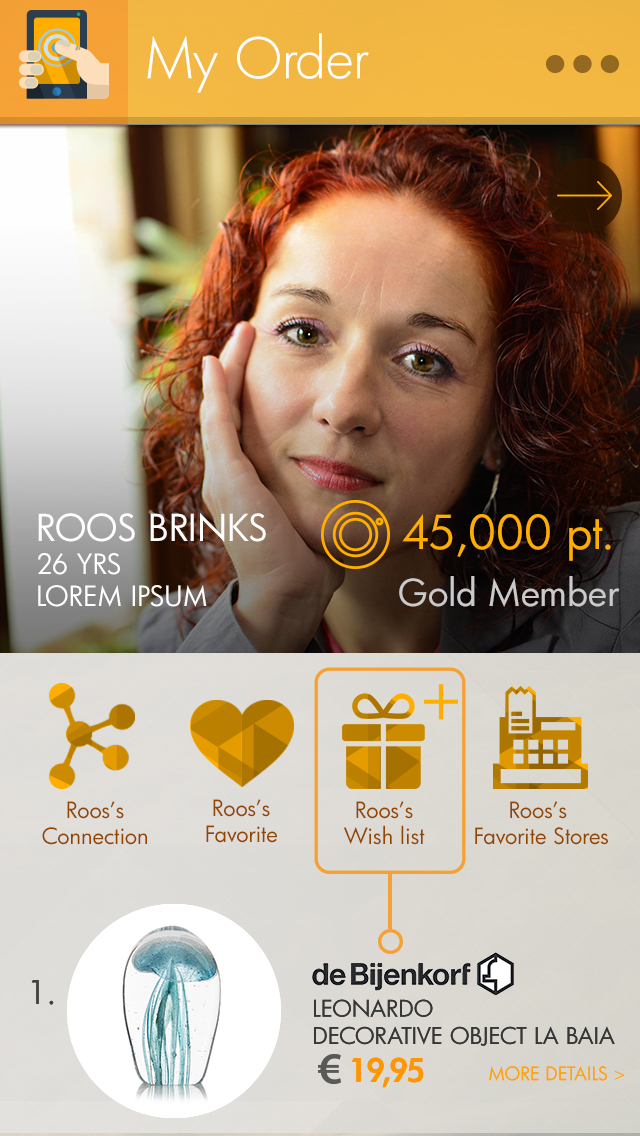 My Order
ROOS BRINKS
26 YRS
LOREM IPSUM
45,000 pt.
Gold Member
Roos's
Connection
Roos's
Favorite
Roos's
Wish list
Roos's
Favorite Stores
1.
de Bijenkorf
LEONARDO
DECORATIVE OBJECT LA BAIA
€ 19,95
MORE DETAILS >